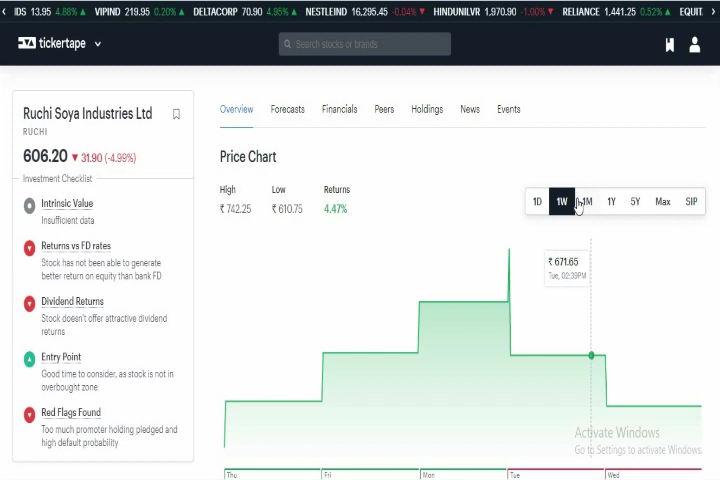 IDS 13.95 4.88% ▲ VIPIND 219.95 0.20% ▲ DELTACORP 70.90 4.95% ▲ NESTLEIND 16,295.45 -0.04% ▼ HINDUNILVR 1,970.90 -1.00% ▼ RELIANCE 1,441.25 0.52% ▲ EQUIT
tickertape
Search stocks or brands
Ruchi Soya Industries Ltd
RUCHI
606.20 ▼ 31.90 (-4.99%)
Investment Checklist
Intrinsic Value
Insufficient data
Returns vs FD rates
Stock has not been able to generate
better return on equity than bank FD
Dividend Returns
Stock doesn't offer attractive dividend
returns
Entry Point
Good time to consider, as stock is not in
overbought zone
Red Flags Found
Too much promoter holding pledged and
high default probability
Overview Forecasts Financials Peers Holdings News Events
Price Chart
High Low Returns
₹ 742.25 ₹ 610.75 4.47%
1D 1W 1M 1Y 5Y Max SIP
₹ 671.65
Tue, 02:39PM
Activate Windows
Go to Settings to activate Windows.
Thu Fri Mon Tue Wed